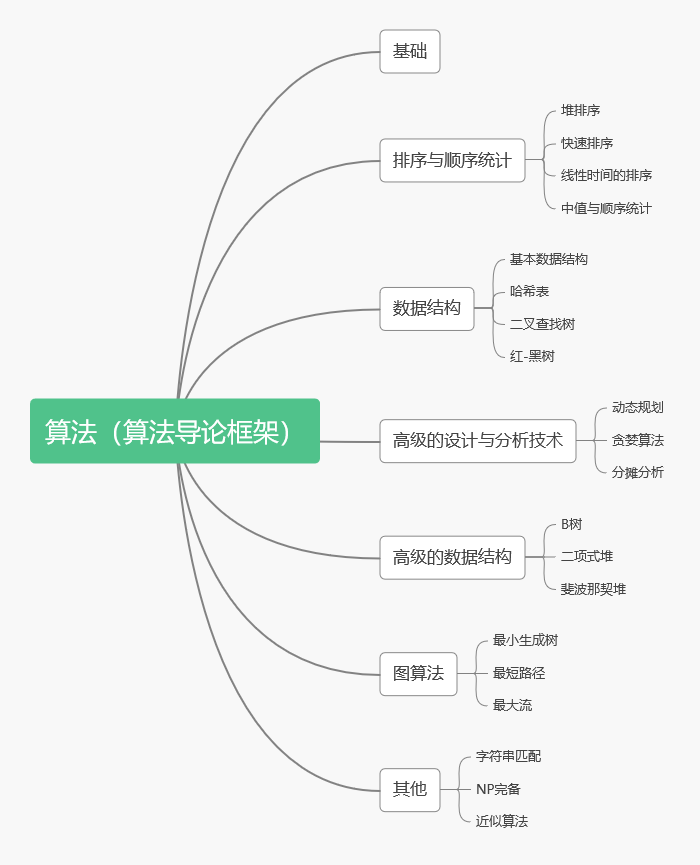 算法（算法导论框架）
基础
排序与顺序统计
堆排序
快速排序
线性时间的排序
中值与顺序统计
数据结构
基本数据结构
哈希表
二叉查找树
红-黑树
高级的设计与分析技术
动态规划
贪婪算法
分摊分析
高级的数据结构
B树
二项式堆
斐波那契堆
图算法
最小生成树
最短路径
最大流
其他
字符串匹配
NP完备
近似算法